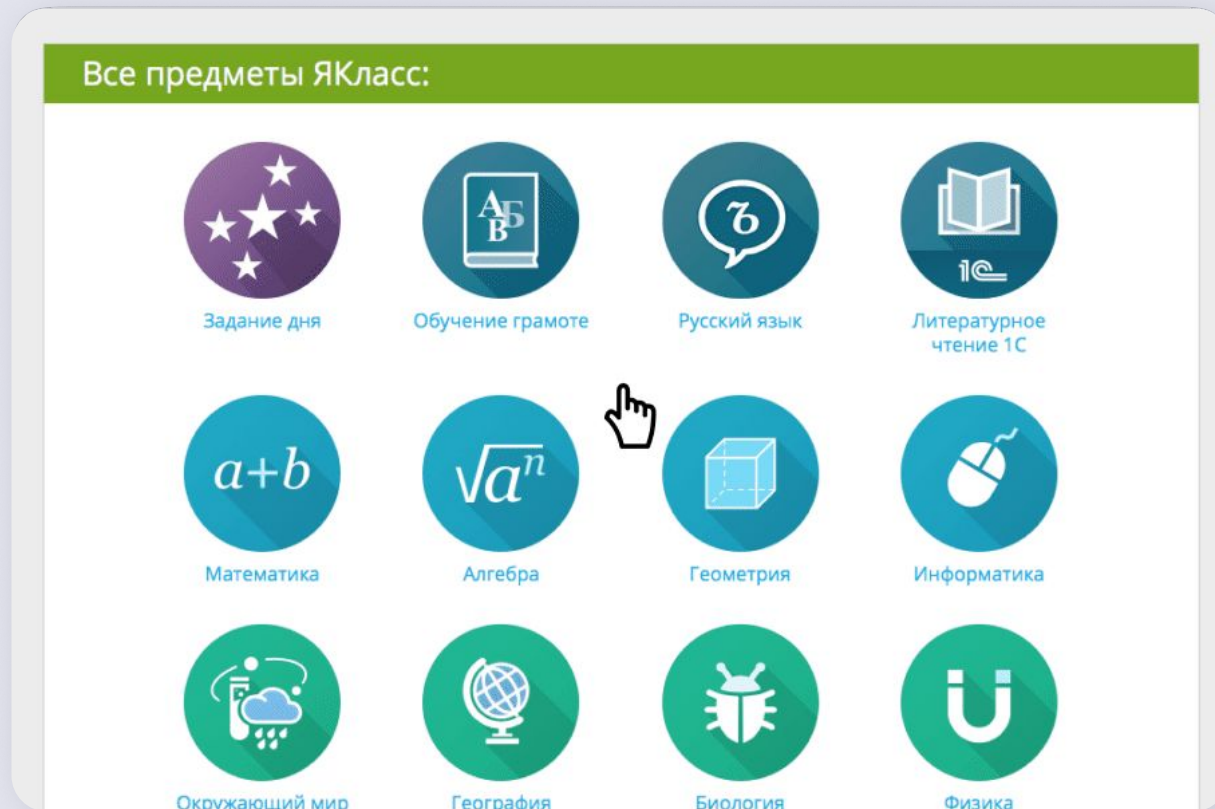 Все предметы ЯКласс:
А Б
В
Ъ
1С
Задание дня
Обучение грамоте
Русский язык
Литературное
чтение 1С
a+b
√aⁿ
Математика
Алгебра
Геометрия
Информатика
Окружающий мир
География
Биология
Физика